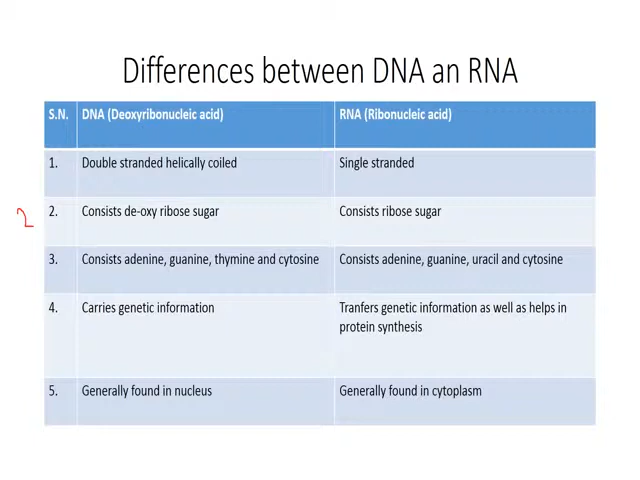 Differences between DNA an RNA
S.N. DNA (Deoxyribonucleic acid) RNA (Ribonucleic acid)
1. Double stranded helically coiled Single stranded
2. Consists de-oxy ribose sugar Consists ribose sugar
3. Consists adenine, guanine, thymine and cytosine Consists adenine, guanine, uracil and cytosine
4. Carries genetic information Tranfers genetic information as well as helps in
protein synthesis
5. Generally found in nucleus Generally found in cytoplasm